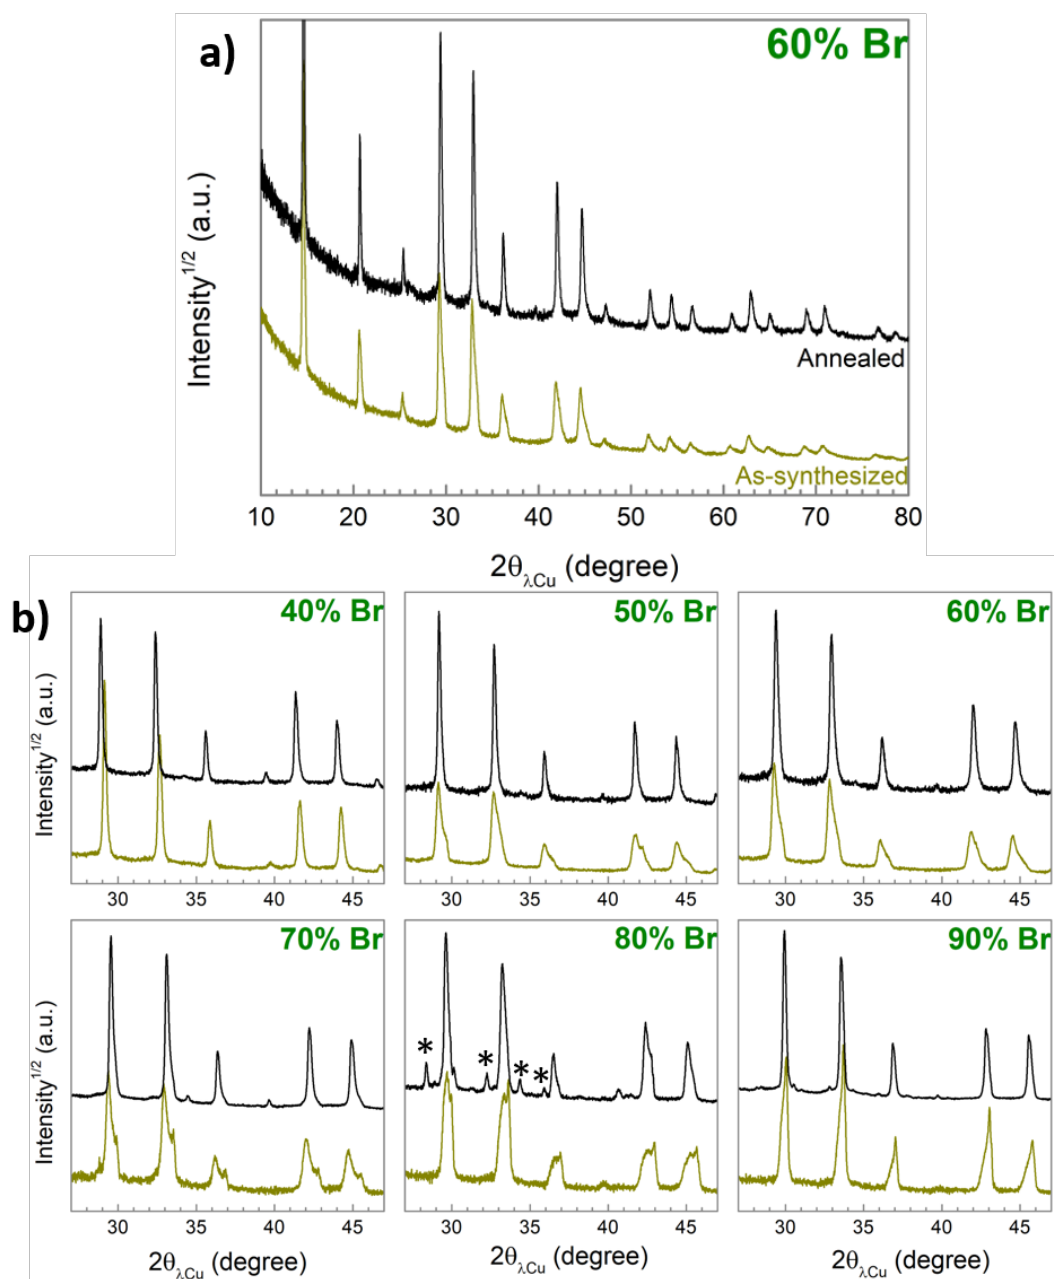 a)
60% Br
Intensity1/2 (a.u.)
Annealed
As-synthesized
10 20 30 40 50 60 70 80
2θλCu (degree)
b)
40% Br
50% Br
60% Br
Intensity1/2 (a.u.)
30 35 40 45
30 35 40 45
30 35 40 45
70% Br
80% Br
90% Br
* * * *
Intensity1/2 (a.u.)
30 35 40 45
30 35 40 45
30 35 40 45
2θλCu (degree)
2θλCu (degree)
2θλCu (degree)